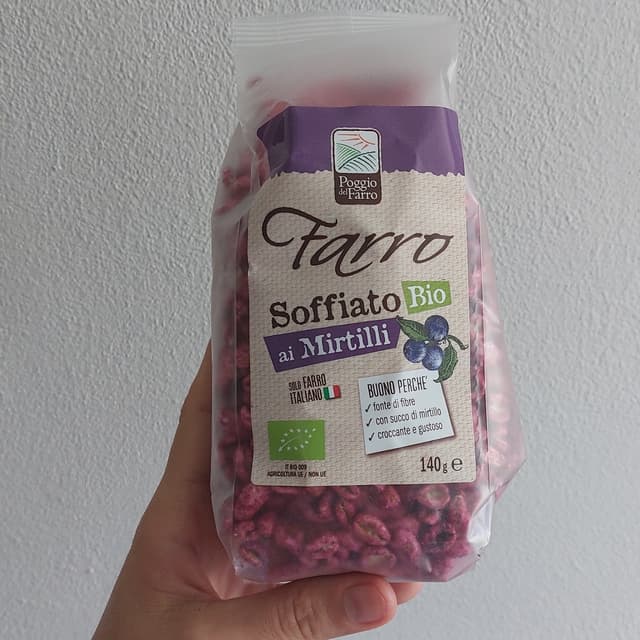 Poggio
del Farro
Farro
Soffiato Bio
ai Mirtilli
SOLO FARRO
ITALIANO
BUONO PERCHE'
✓ fonte di fibre
✓ con succo di mirtillo
✓ croccante e gustoso
IT BIO 009
AGRICOLTURA UE / NON UE
140g e